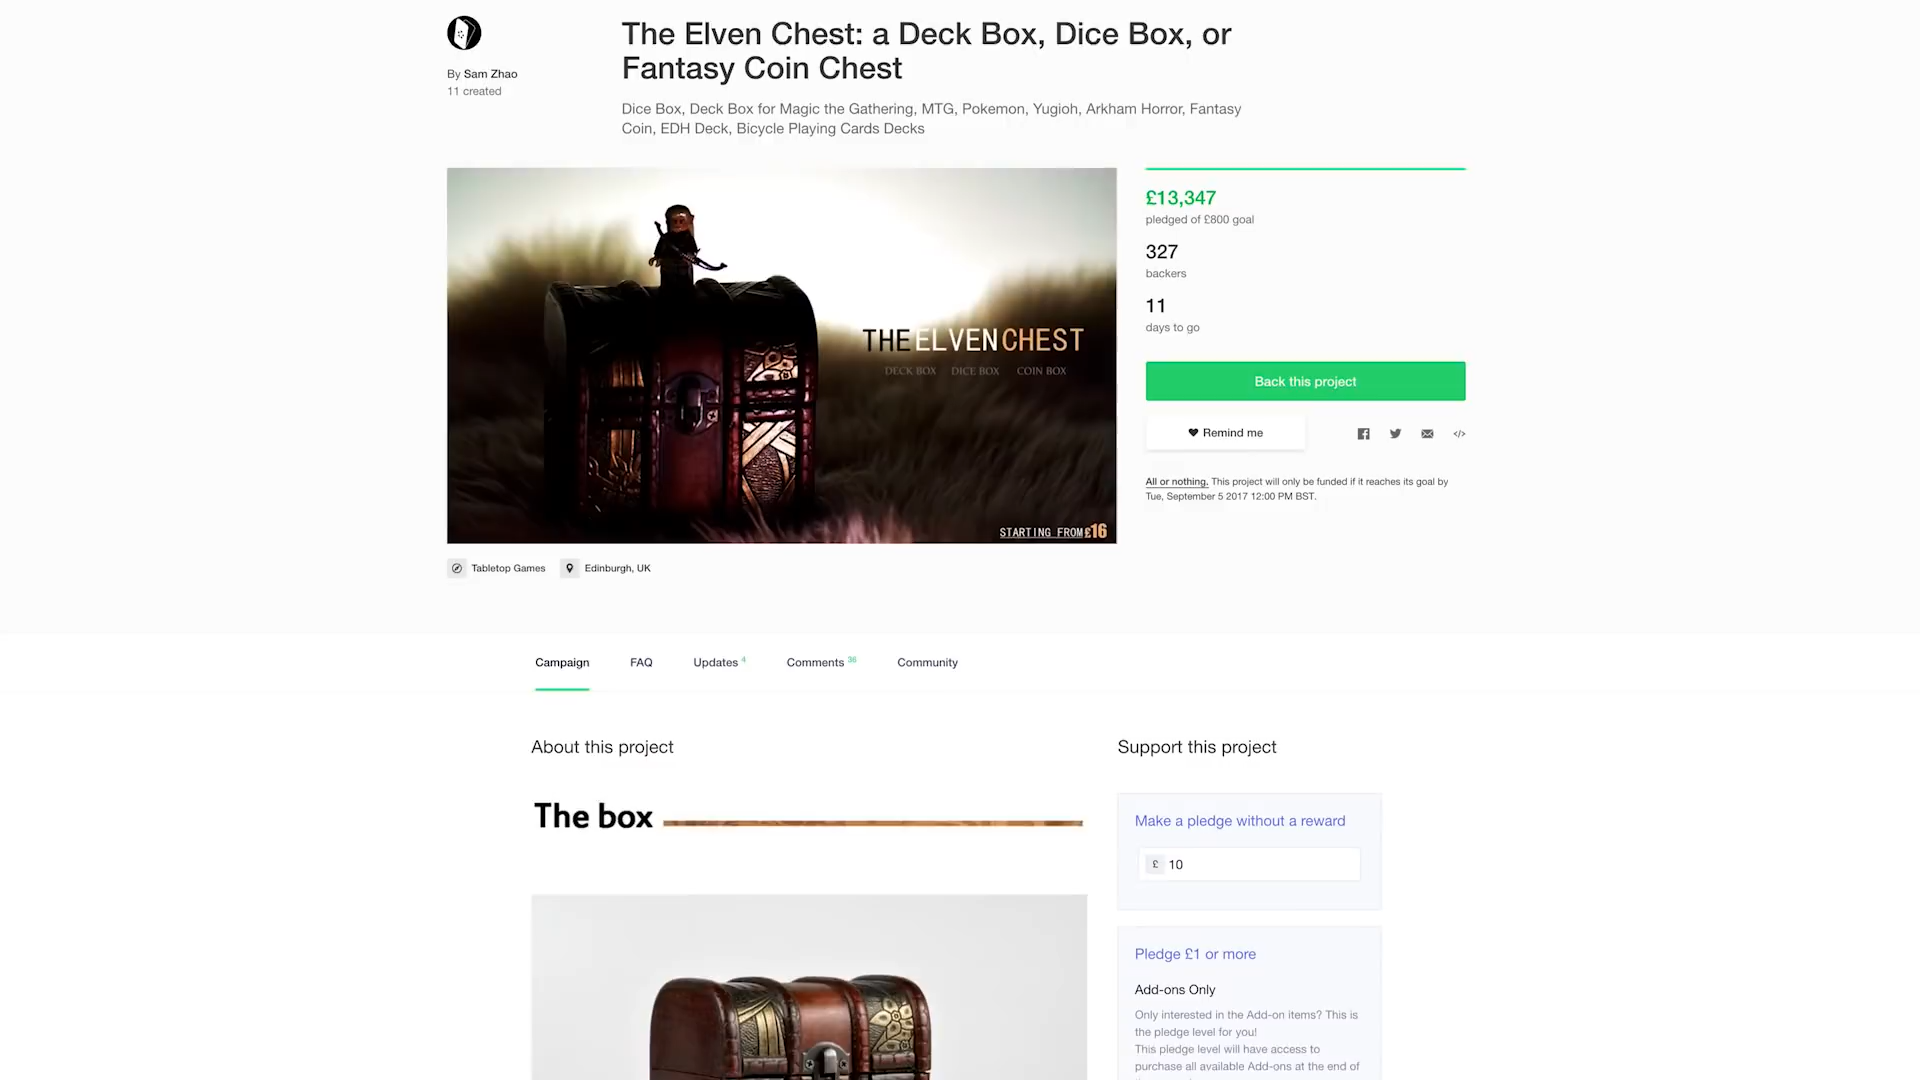 The Elven Chest: a Deck Box, Dice Box, or
Fantasy Coin Chest
By Sam Zhao
11 created
Dice Box, Deck Box for Magic the Gathering, MTG, Pokemon, Yugioh, Arkham Horror, Fantasy
Coin, EDH Deck, Bicycle Playing Cards Decks
THE ELVEN CHEST
DECK BOX DICE BOX COIN BOX
STARTING FROM £16
£13,347
pledged of £800 goal
327
backers
11
days to go
Back this project
Remind me
All or nothing. This project will only be funded if it reaches its goal by
Tue, September 5 2017 12:00 PM BST.
Tabletop Games
Edinburgh, UK
Campaign
FAQ
Updates 4
Comments 36
Community
About this project
The box
Support this project
Make a pledge without a reward
£ 10
Pledge £1 or more
Add-ons Only
Only interested in the Add-on items? This is
the pledge level for you!
This pledge level will have access to
purchase all available Add-ons at the end of